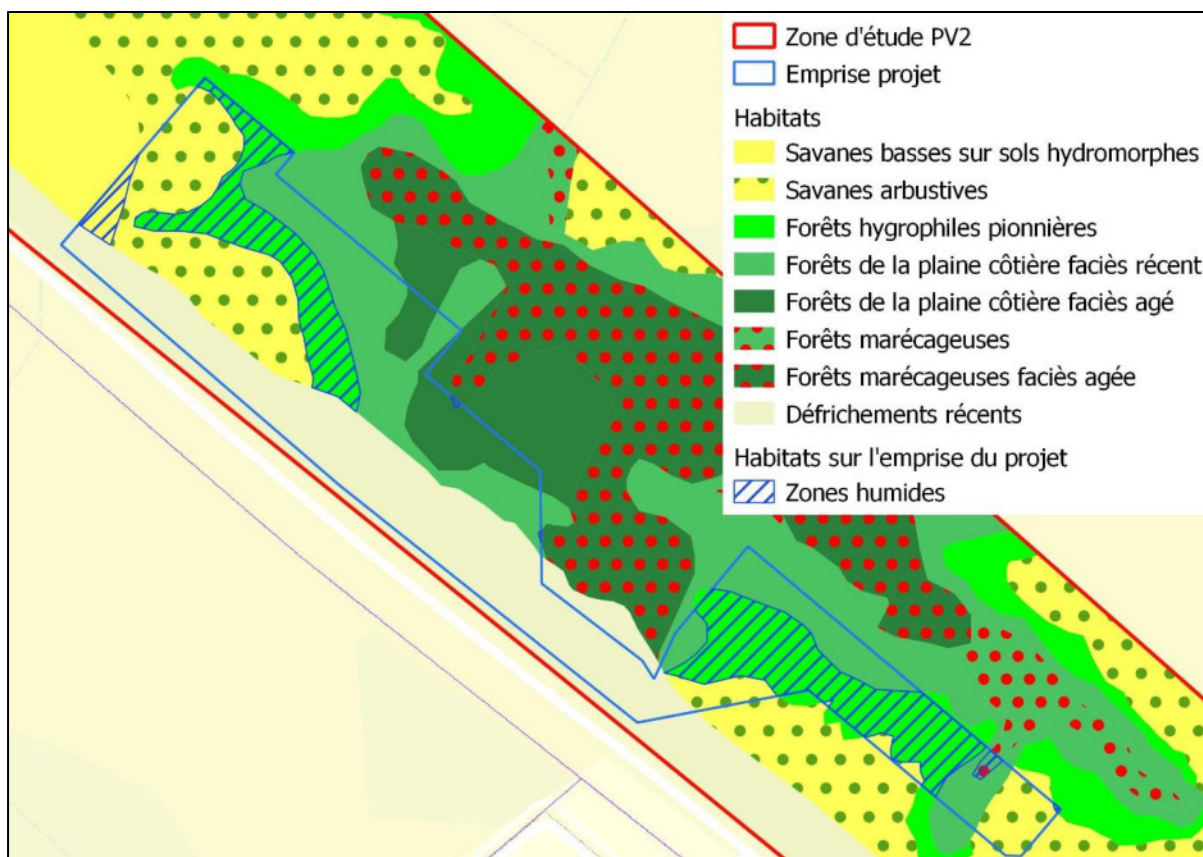 Zone d'étude PV2
Emprise projet
Habitats
Savanes basses sur sols hydromorphes
Savanes arbustives
Forêts hygrophiles pionnières
Forêts de la plaine côtière faciès récent
Forêts de la plaine côtière faciès agé
Forêts marécageuses
Forêts marécageuses faciès agée
Défrichements récents
Habitats sur l'emprise du projet
Zones humides